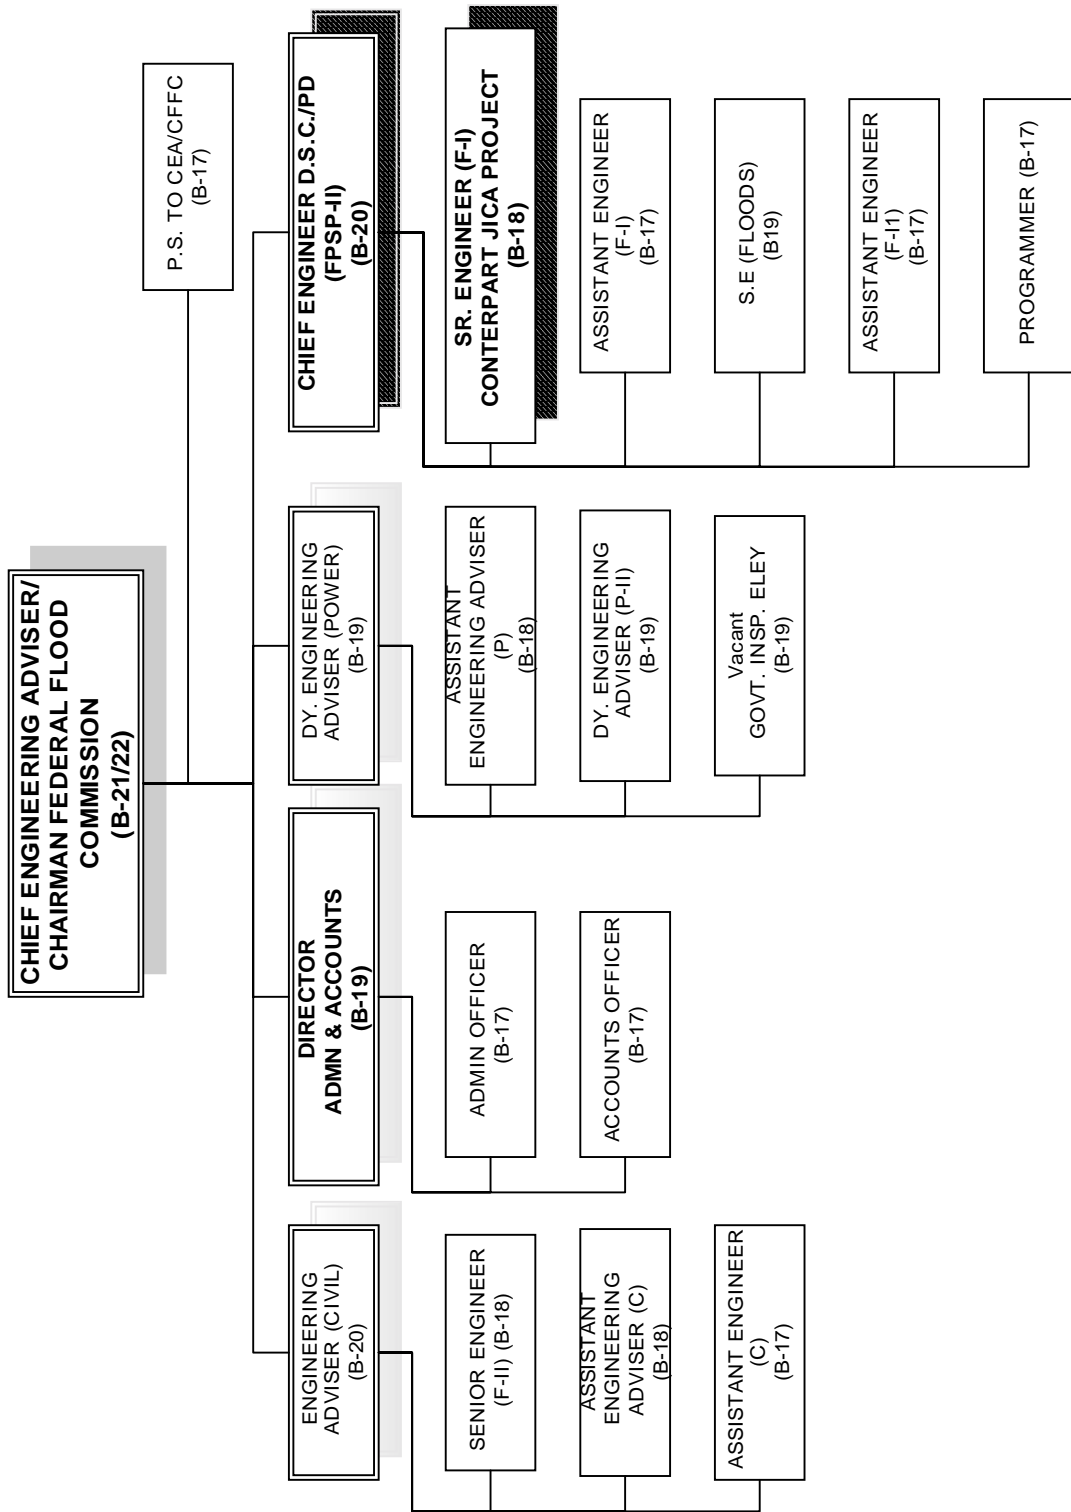 CHIEF ENGINEERING ADVISER/
CHAIRMAN FEDERAL FLOOD
COMMISSION
(B-21/22)
P.S. TO CEA/CFFC
(B-17)
ENGINEERING
ADVISER (CIVIL)
(B-20)
DIRECTOR
ADMN & ACCOUNTS
(B-19)
DY. ENGINEERING
ADVISER (POWER)
(B-19)
CHIEF ENGINEER D.S.C./PD
(FPSP-II)
(B-20)
SENIOR ENGINEER
(F-II) (B-18)
ASSISTANT
ENGINEERING
ADVISER (C)
(B-18)
ASSISTANT ENGINEER
(C)
(B-17)
ADMIN OFFICER
(B-17)
ACCOUNTS OFFICER
(B-17)
ASSISTANT
ENGINEERING ADVISER
(P)
(B-18)
DY. ENGINEERING
ADVISER (P-II)
(B-19)
Vacant
GOVT. INSP. ELEY
(B-19)
SR. ENGINEER (F-I)
CONTERPART JICA PROJECT
(B-18)
ASSISTANT ENGINEER
(F-I)
(B-17)
S.E (FLOODS)
(B19)
ASSISTANT ENGINEER
(F-I1)
(B-17)
PROGRAMMER (B-17)